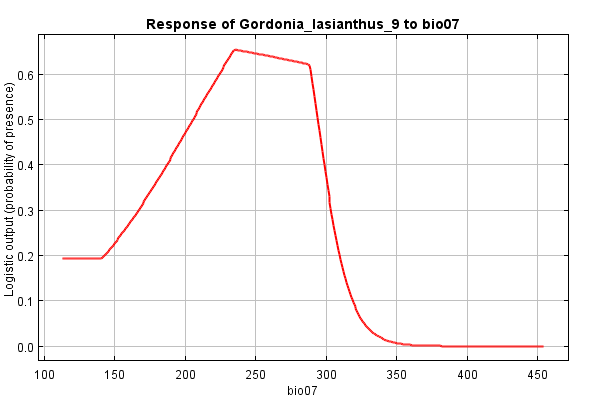 Response of Gordonia_lasianthus_9 to bio07
Logistic output (probability of presence)
0.6
0.5
0.4
0.3
0.2
0.1
0.0
100 150 200 250 300 350 400 450
bio07